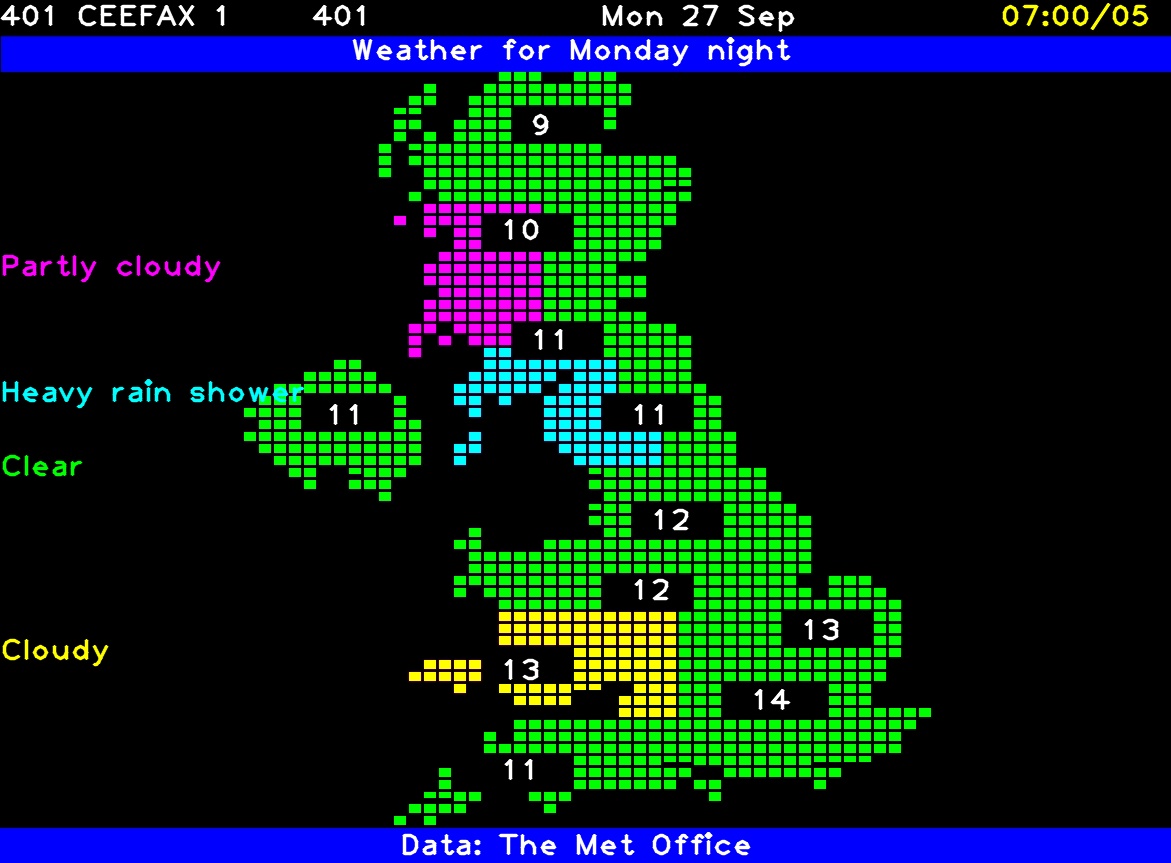 401 CEEFAX 1 401 Mon 27 Sep 07:00/05
Weather for Monday night
9
10
Partly cloudy
11
Heavy rain shower
11 11
Clear
12
12
13
Cloudy
13
14
11
Data: The Met Office